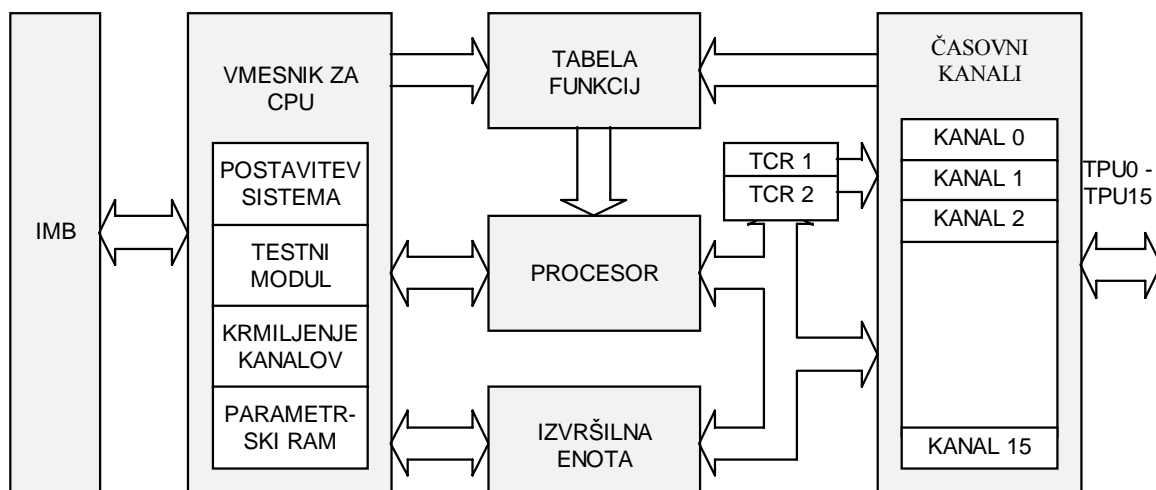 IMB
VMESNIK ZA
CPU
POSTAVITEV
SISTEMA
TESTNI
MODUL
KRMILJENJE
KANALOV
PARAMETR-
SKI RAM
TABELA
FUNKCIJ
PROCESOR
IZVRŠILNA
ENOTA
TCR 1
TCR 2
ČASOVNI
KANALI
KANAL 0
KANAL 1
KANAL 2
KANAL 15
TPU0 -
TPU15